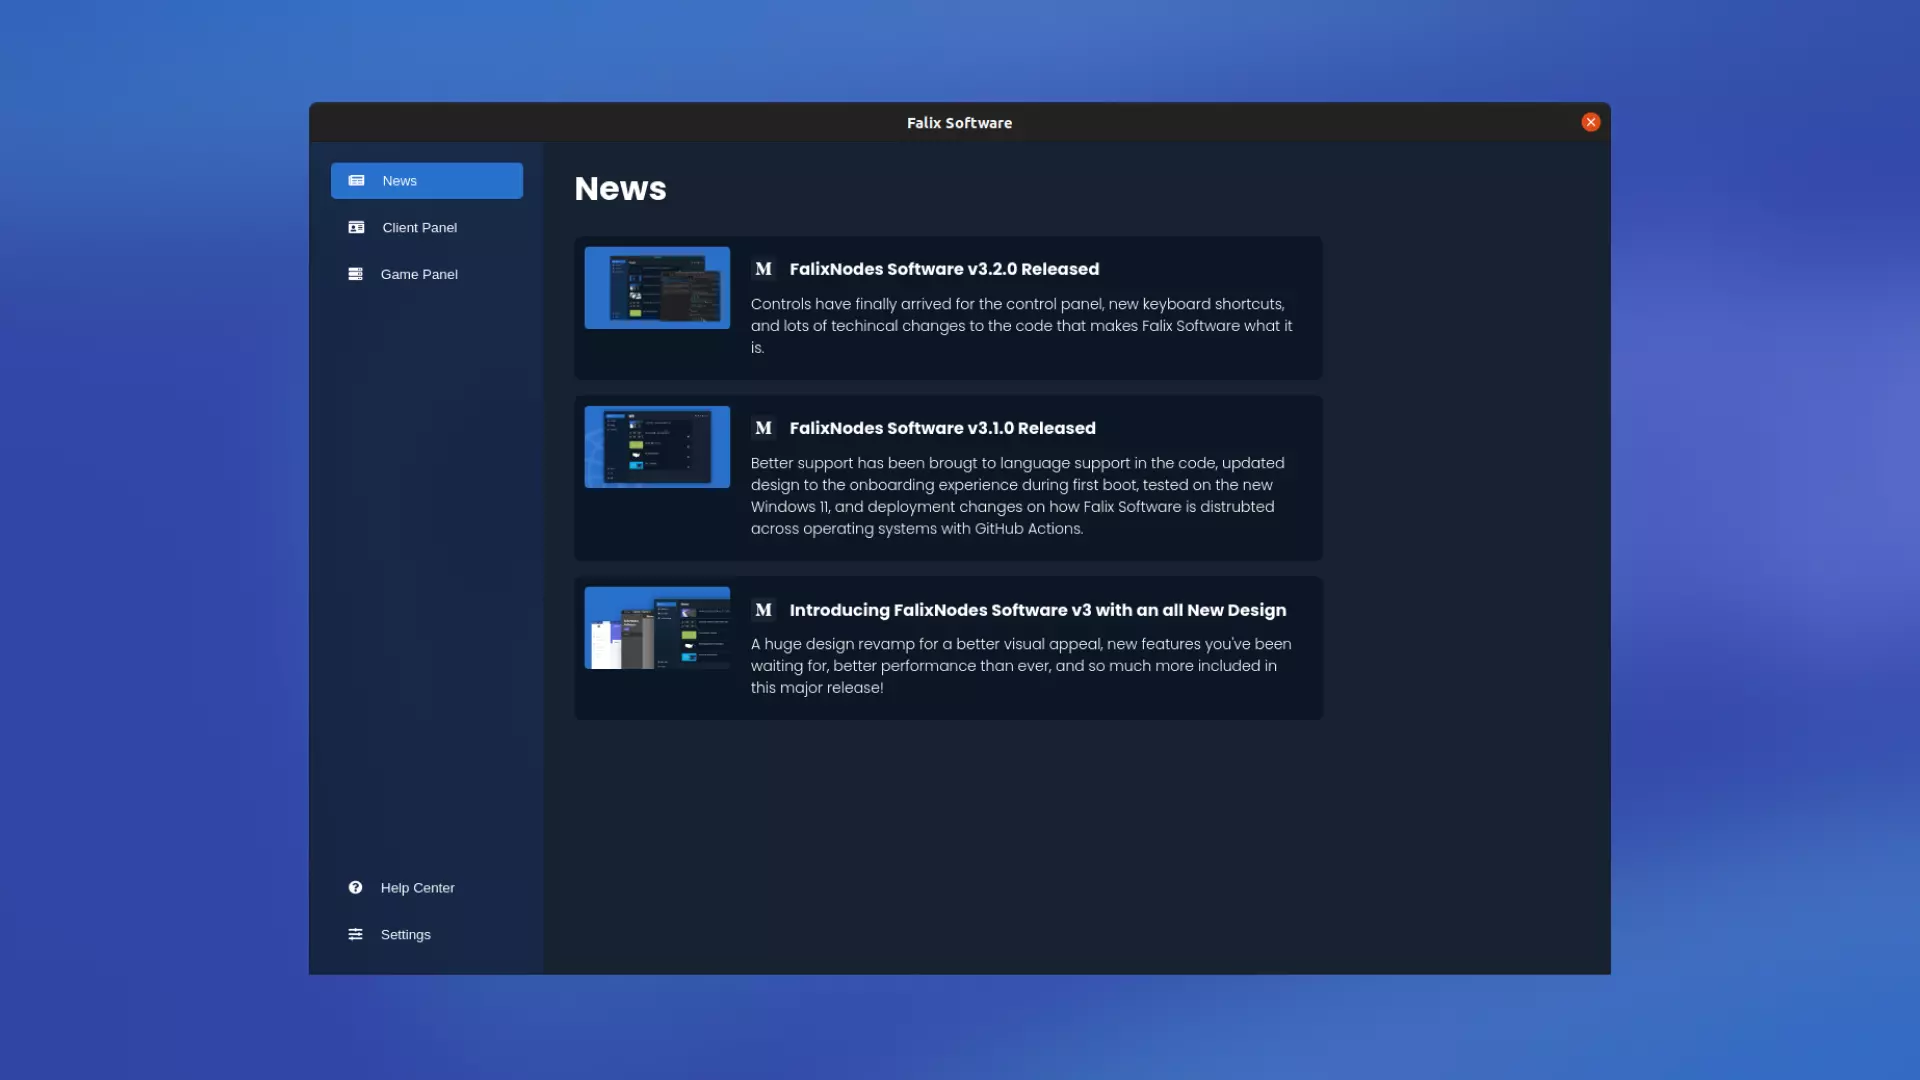 Falix Software
News
Client Panel
Game Panel
Help Center
Settings
News
M FalixNodes Software v3.2.0 Released
Controls have finally arrived for the control panel, new keyboard shortcuts,
and lots of techincal changes to the code that makes Falix Software what it
is.
M FalixNodes Software v3.1.0 Released
Better support has been brougt to language support in the code, updated
design to the onboarding experience during first boot, tested on the new
Windows 11, and deployment changes on how Falix Software is distrubted
across operating systems with GitHub Actions.
M Introducing FalixNodes Software v3 with an all New Design
A huge design revamp for a better visual appeal, new features you've been
waiting for, better performance than ever, and so much more included in
this major release!